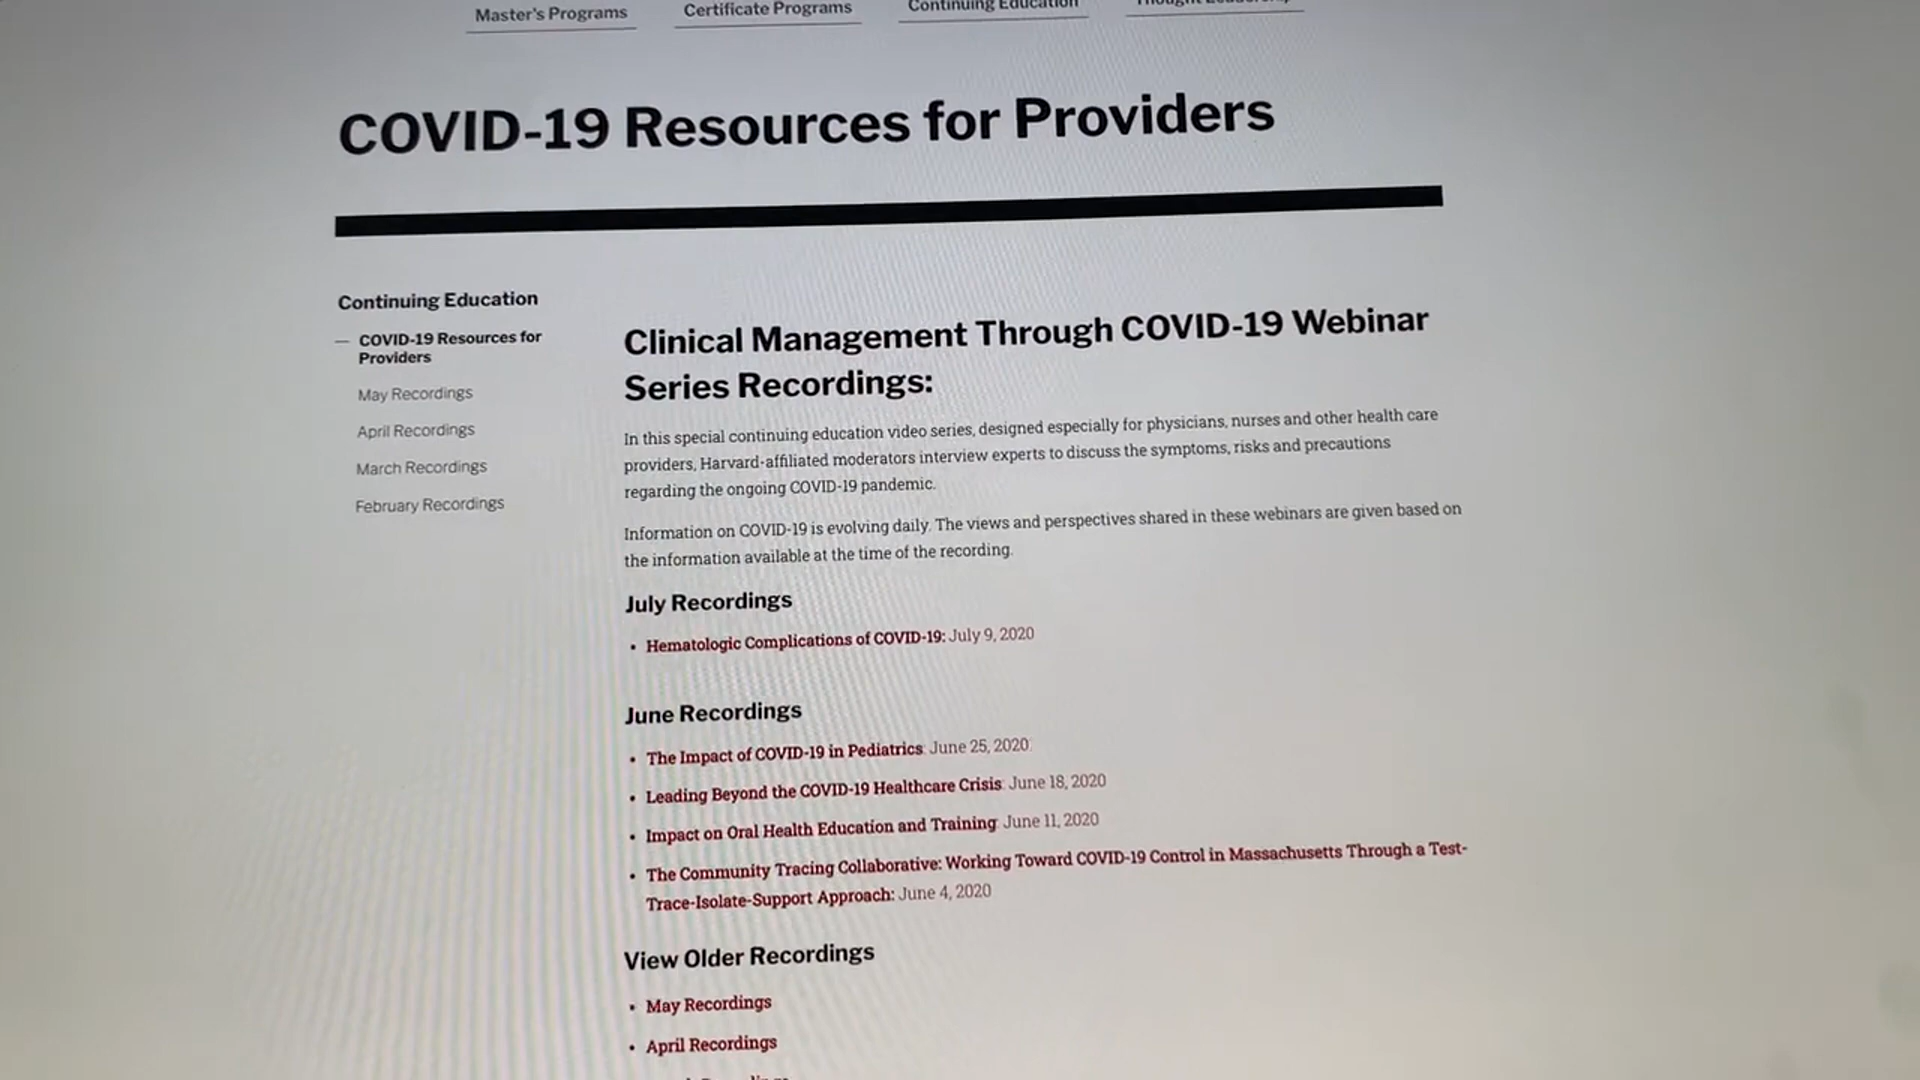 Master's Programs
Certificate Programs
Continuing Education
COVID-19 Resources for Providers
Continuing Education
— COVID-19 Resources for
Providers
May Recordings
April Recordings
March Recordings
February Recordings
Clinical Management Through COVID-19 Webinar
Series Recordings:
In this special continuing education video series, designed especially for physicians, nurses and other health care
providers, Harvard-affiliated moderators interview experts to discuss the symptoms, risks and precautions
regarding the ongoing COVID-19 pandemic.
Information on COVID-19 is evolving daily. The views and perspectives shared in these webinars are given based on
the information available at the time of the recording.
July Recordings
• Hematologic Complications of COVID-19: July 9, 2020
June Recordings
• The Impact of COVID-19 in Pediatrics: June 25, 2020
• Leading Beyond the COVID-19 Healthcare Crisis: June 18, 2020
• Impact on Oral Health Education and Training: June 11, 2020
• The Community Tracing Collaborative: Working Toward COVID-19 Control in Massachusetts Through a Test-
Trace-Isolate-Support Approach: June 4, 2020
View Older Recordings
• May Recordings
• April Recordings